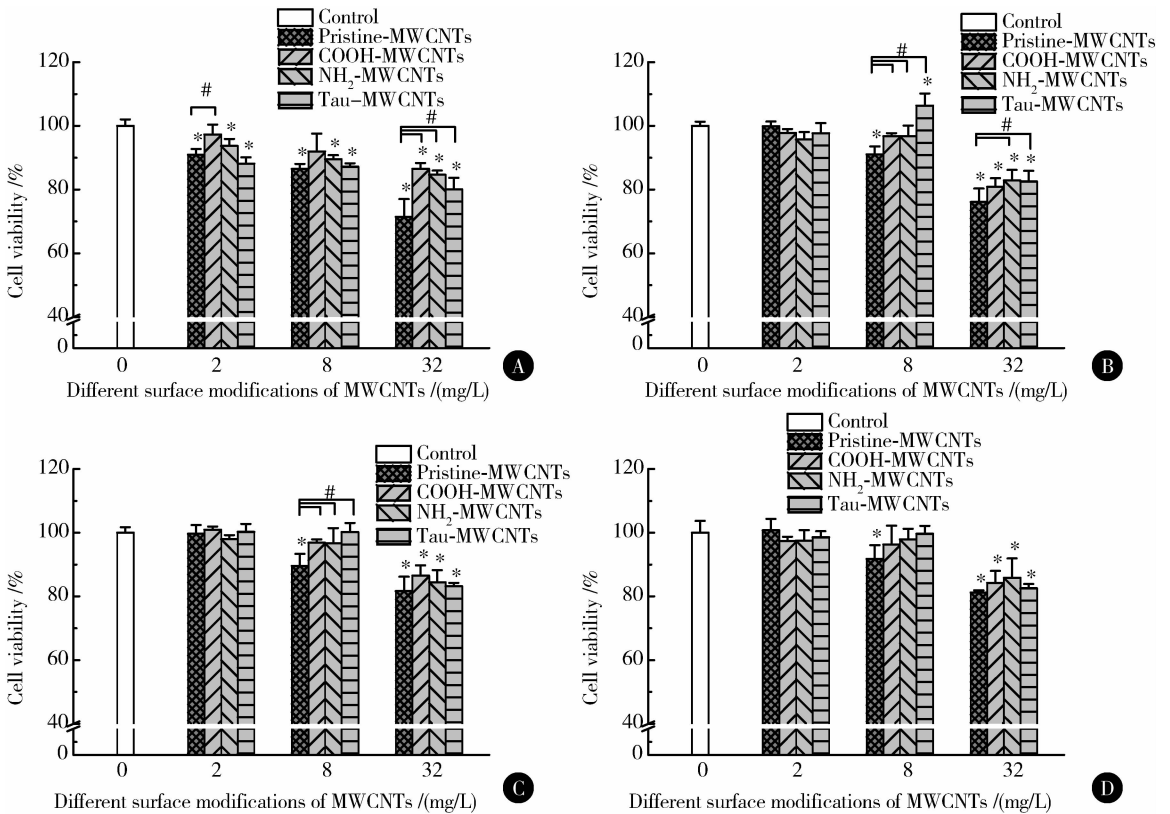 Control
Pristine-MWCNTs
COOH-MWCNTs
NH2-MWCNTs
Tau-MWCNTs
120
100
80
60
40
0
Cell viability /%
# #
* * * * * * * * * *
0 2 8 32
Different surface modifications of MWCNTs /(mg/L)
A
Control
Pristine-MWCNTs
COOH-MWCNTs
NH2-MWCNTs
Tau-MWCNTs
120
100
80
60
40
0
Cell viability /%
# #
* * * * * *
0 2 8 32
Different surface modifications of MWCNTs /(mg/L)
B
Control
Pristine-MWCNTs
COOH-MWCNTs
NH2-MWCNTs
Tau-MWCNTs
120
100
80
60
40
0
Cell viability /%
#
* * * * *
0 2 8 32
Different surface modifications of MWCNTs /(mg/L)
C
Control
Pristine-MWCNTs
COOH-MWCNTs
NH2-MWCNTs
Tau-MWCNTs
120
100
80
60
40
0
Cell viability /%
* * * * *
0 2 8 32
Different surface modifications of MWCNTs /(mg/L)
D